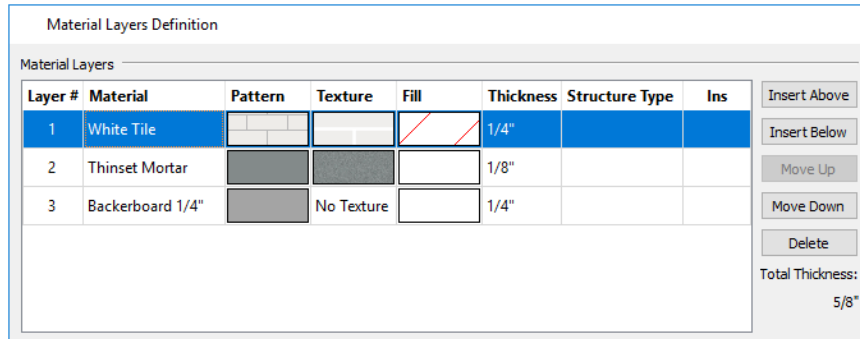 Material Layers Definition
Material Layers
Layer # Material Pattern Texture Fill Thickness Structure Type Ins
1 White Tile 1/4"
2 Thinset Mortar 1/8"
3 Backerboard 1/4" No Texture 1/4"
Insert Above
Insert Below
Move Up
Move Down
Delete
Total Thickness:
5/8"